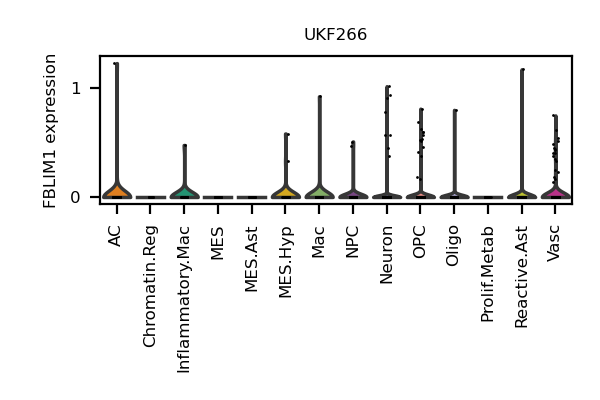 UKF266
FBLIM1 expression
1
0
AC
Chromatin.Reg
Inflammatory.Mac
MES
MES.Ast
MES.Hyp
Mac
NPC
Neuron
OPC
Oligo
Prolif.Metab
Reactive.Ast
Vasc